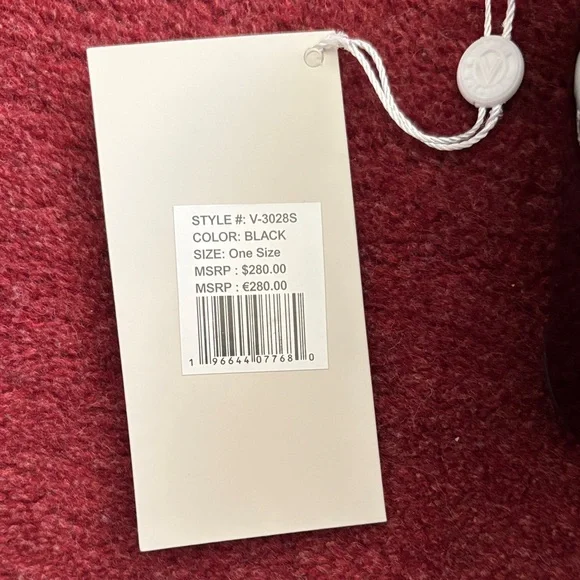 STYLE #: V-3028S
COLOR: BLACK
SIZE: One Size
MSRP : $280.00
MSRP : €280.00
1 96644 07768 0